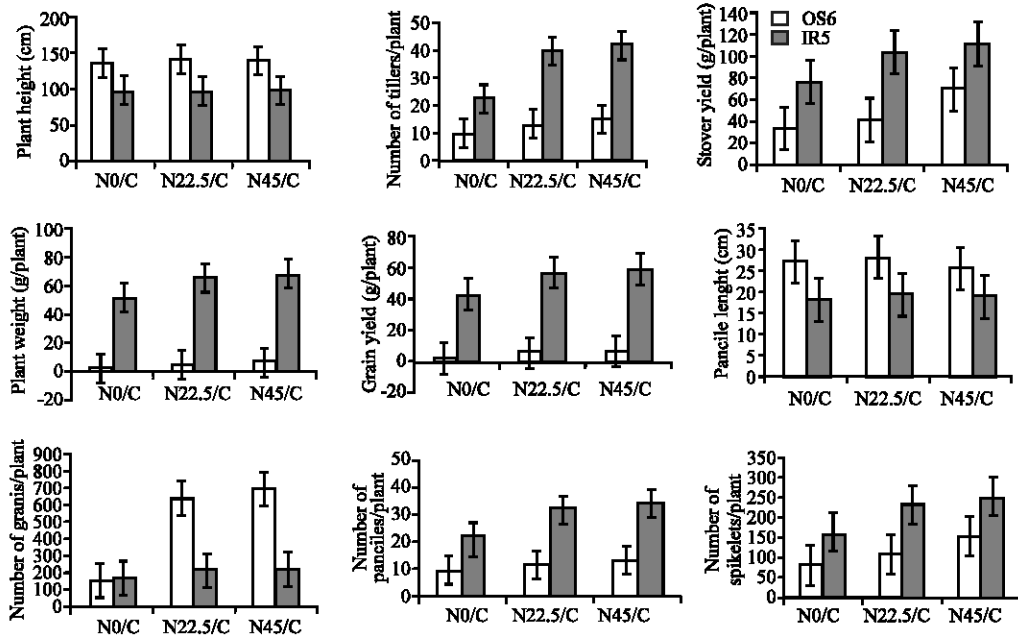 Plant height (cm)
200
150
100
50
0
N0/C N22.5/C N45/C
Number of tillers/plant
50
40
30
20
10
0
N0/C N22.5/C N45/C
Stover yield (g/plant)
140
120
100
80
60
40
20
0
OS6
IR5
N0/C N22.5/C N45/C
Plant weight (g/plant)
100
80
60
40
20
0
-20
N0/C N22.5/C N45/C
Grain yield (g/plant)
80
60
40
20
0
-20
N0/C N22.5/C N45/C
Pancile lenght (cm)
35
30
25
20
15
10
5
0
N0/C N22.5/C N45/C
Number of granis/plant
900
800
700
600
500
400
300
200
100
0
N0/C N22.5/C N45/C
Number of
panciles/plant
50
40
30
20
10
0
N0/C N22.5/C N45/C
Number of
spikelets/plant
350
300
250
200
150
100
50
0
N0/C N22.5/C N45/C